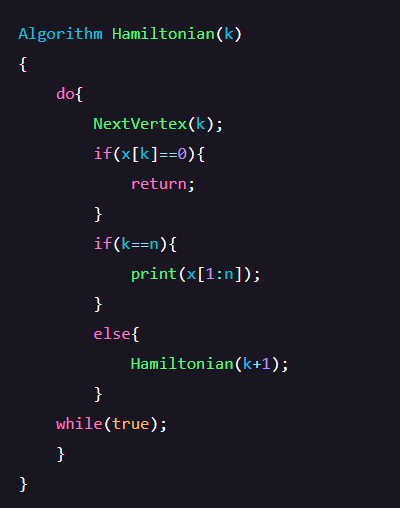 Algorithm Hamiltonian(k)
{
    do{
        NextVertex(k);
        if(x[k]==0){
            return;
        }
        if(k==n){
            print(x[1:n]);
        }
        else{
            Hamiltonian(k+1);
        }
    while(true);
    }
}